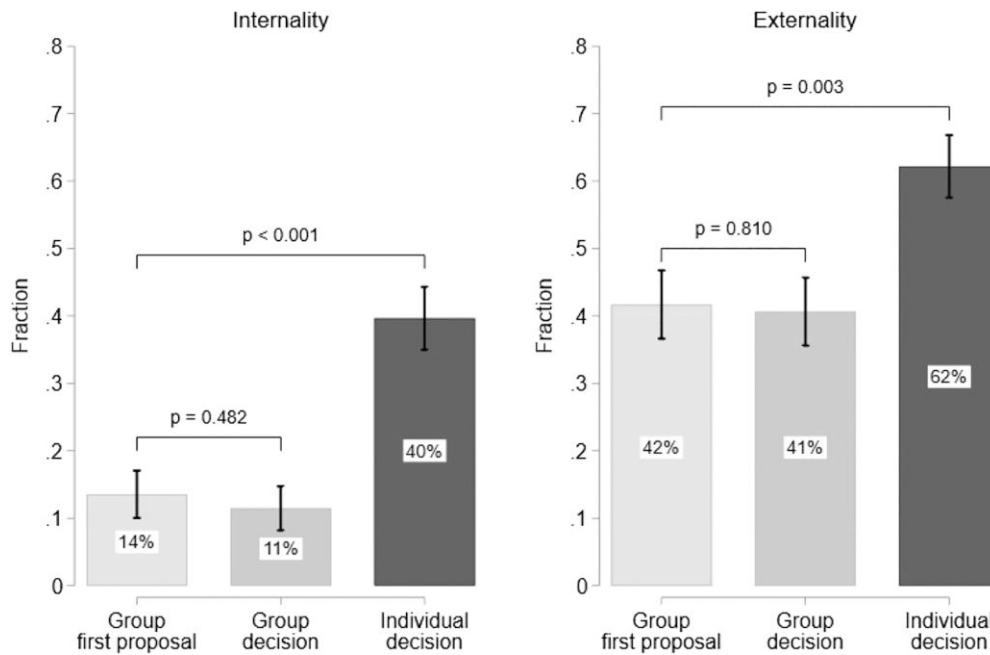 Internality
Fraction
.8
.7
.6
.5
.4
.3
.2
.1
0
p < 0.001
p = 0.482
14%
11%
40%
Group
first proposal
Group
decision
Individual
decision
Externality
Fraction
.8
.7
.6
.5
.4
.3
.2
.1
0
p = 0.003
p = 0.810
42%
41%
62%
Group
first proposal
Group
decision
Individual
decision